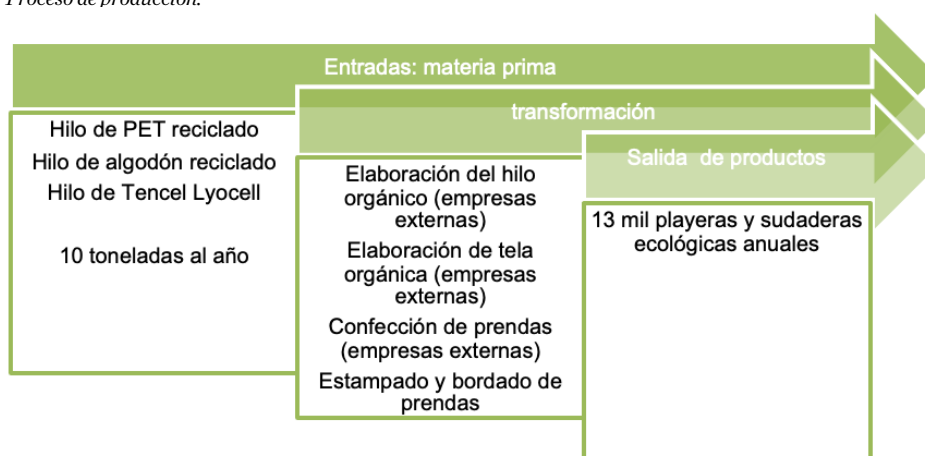 Proceso de producción.
Entradas: materia prima
Hilo de PET reciclado
Hilo de algodón reciclado
Hilo de Tencel Lyocell
10 toneladas al año
transformación
Elaboración del hilo
orgánico (empresas
externas)
Elaboración de tela
orgánica (empresas
externas)
Confección de prendas
(empresas externas)
Estampado y bordado de
prendas
Salida de productos
13 mil playeras y sudaderas
ecológicas anuales